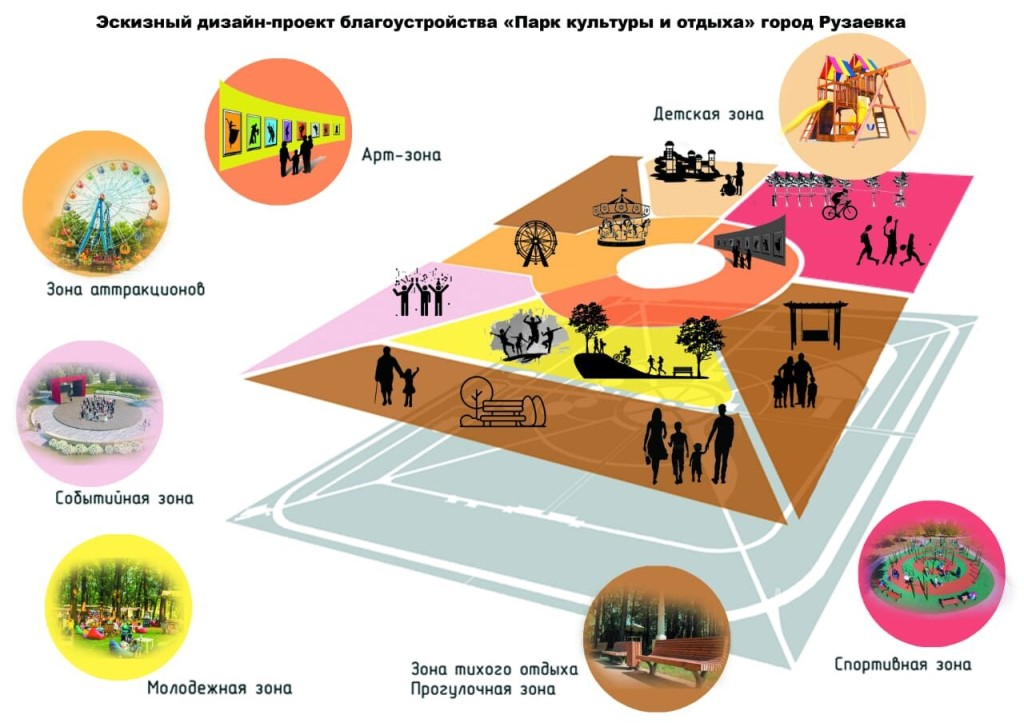 Эскизный дизайн-проект благоустройства «Парк культуры и отдыха» город Рузаевка
Детская зона
Арт-зона
Зона аттракционов
Событийная зона
Молодежная зона
Зона тихого отдыха
Прогулочная зона
Спортивная зона